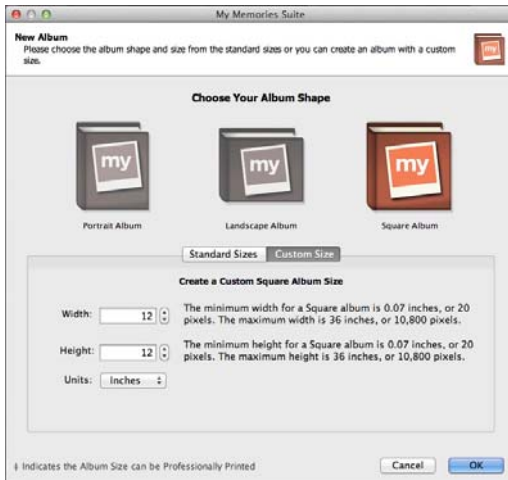 My Memories Suite
New Album
Please choose the album shape and size from the standard sizes or you can create an album with a custom
size.
my
Choose Your Album Shape
my
my
my
Portrait Album
Landscape Album
Square Album
Standard Sizes
Custom Size
Create a Custom Square Album Size
Width: 12
The minimum width for a Square album is 0.07 inches, or 20
pixels. The maximum width is 36 inches, or 10,800 pixels.
Height: 12
The minimum height for a Square album is 0.07 inches, or 20
pixels. The maximum height is 36 inches, or 10,800 pixels.
Units: Inches
‡ Indicates the Album Size can be Professionally Printed
Cancel
OK